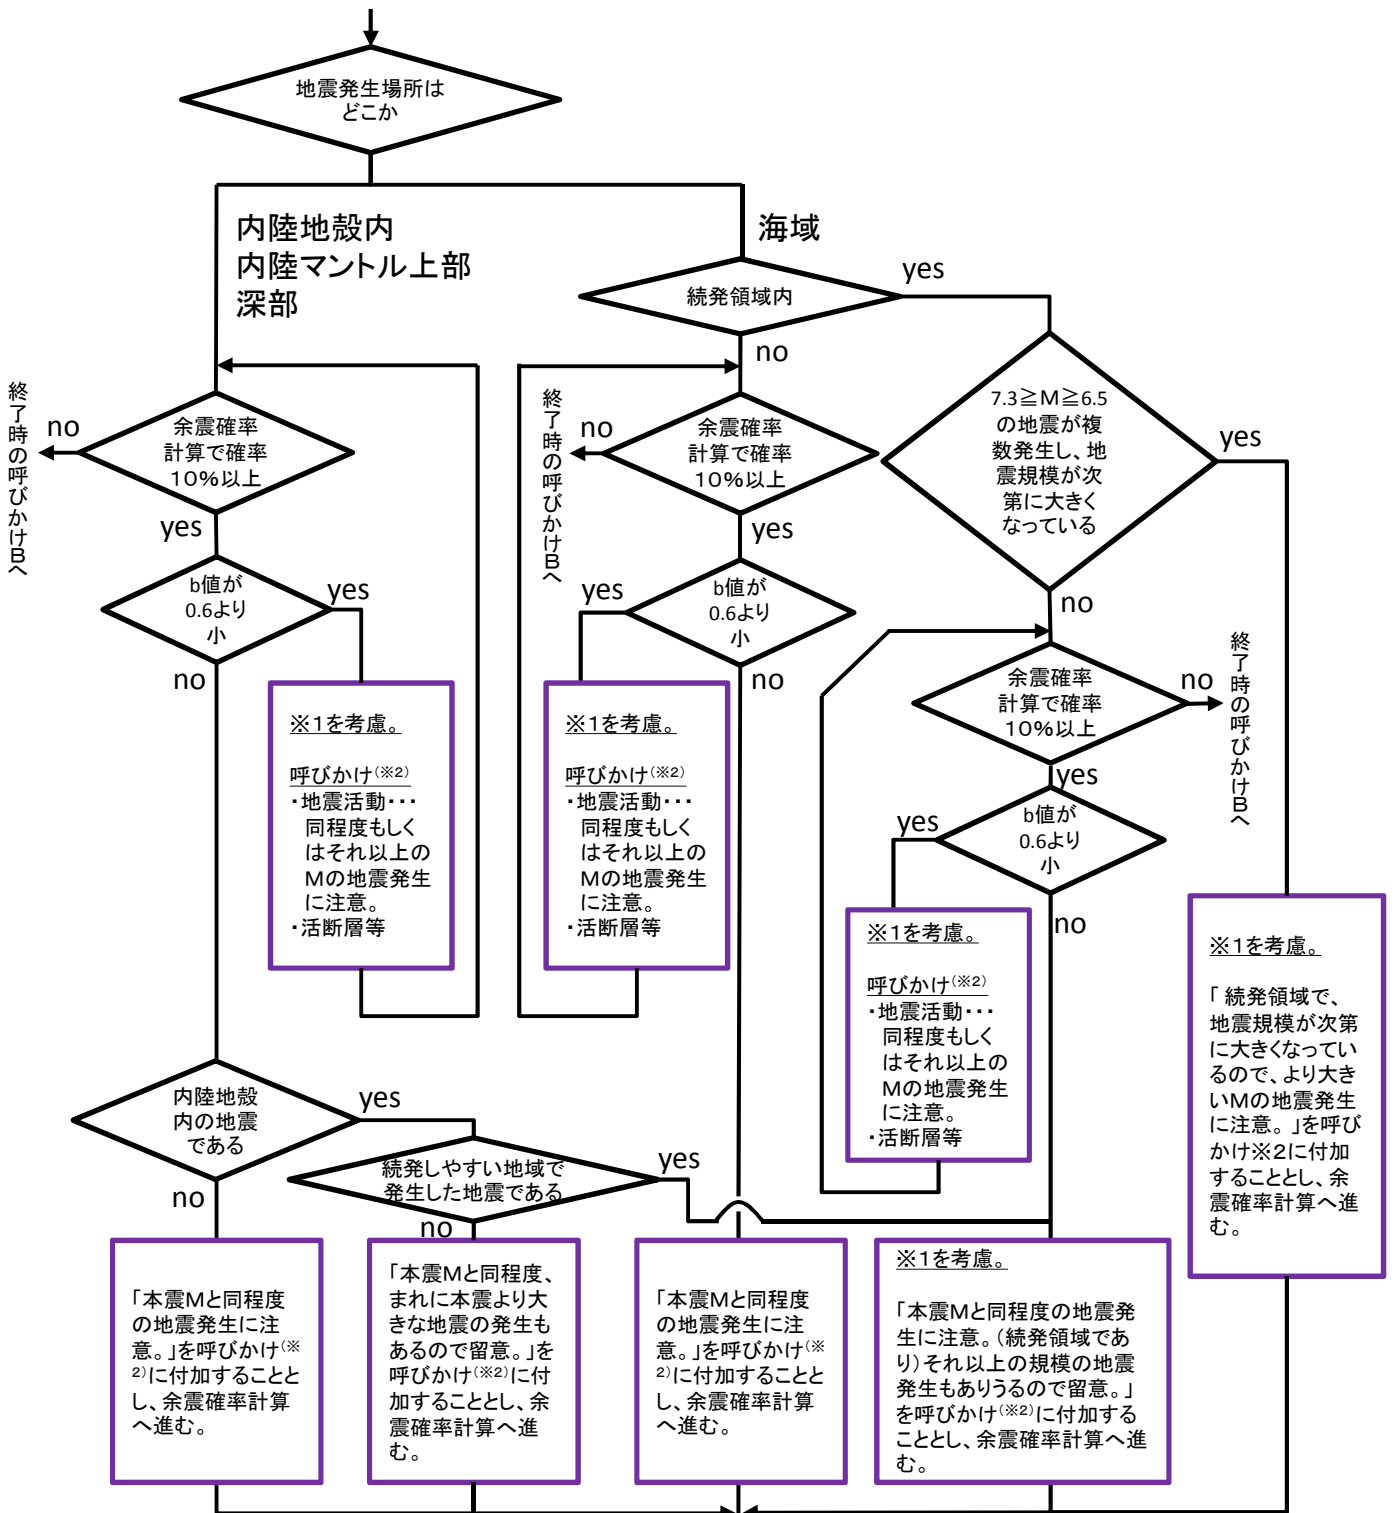 地震発生場所は
どこか
内陸地殻内
内陸マントル上部
深部
海域
続発領域内
yes
no
終了時の呼びかけBへ
no
余震確率
計算で確率
10%以上
yes
b値が
0.6より
小
yes
no
※1を考慮。
呼びかけ(※2)
・地震活動・・・
同程度もしく
はそれ以上の
Mの地震発生
に注意。
・活断層等
終了時の呼びかけBへ
no
余震確率
計算で確率
10%以上
yes
b値が
0.6より
小
yes
no
※1を考慮。
呼びかけ(※2)
・地震活動・・・
同程度もしく
はそれ以上の
Mの地震発生
に注意。
・活断層等
7.3≧M≧6.5
の地震が複
数発生し、地
震規模が次
第に大きく
なっている
yes
no
余震確率
計算で確率
10%以上
no
終了時の呼びかけBへ
yes
b値が
0.6より
小
yes
no
※1を考慮。
呼びかけ(※2)
・地震活動・・・
同程度もしく
はそれ以上の
Mの地震発生
に注意。
・活断層等
※1を考慮。
「続発領域で、
地震規模が次第
に大きくなってい
るので、より大き
いMの地震発生
に注意。」を呼び
かけ※2に付加
することとし、余
震確率計算へ進
む。
内陸地殻
内の地震
である
yes
no
続発しやすい地域で
発生した地震である
yes
no
「本震Mと同程度
の地震発生に注
意。」を呼びかけ(※
2)に付加することと
し、余震確率計算
へ進む。
「本震Mと同程度、
まれに本震より大
きな地震の発生も
あるので留意。」を
呼びかけ(※2)に付
加することとし、余
震確率計算へ進
む。
「本震Mと同程度
の地震発生に注
意。」を呼びかけ(※
2)に付加することと
し、余震確率計算
へ進む。
※1を考慮。
「本震Mと同程度の地震発
生に注意。(続発領域であ
り)それ以上の規模の地震
発生もありうるので留意。」
を呼びかけ(※2)に付加する
こととし、余震確率計算へ進
む。